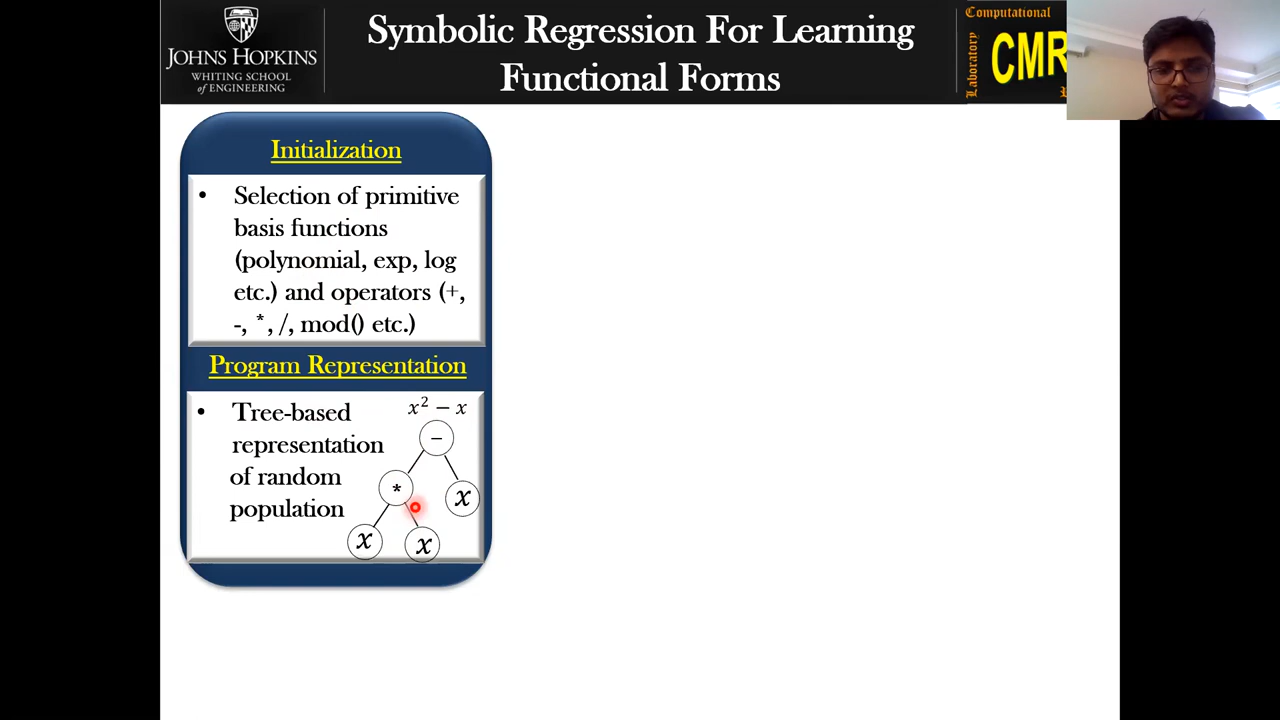 JOHNS HOPKINS
WHITING SCHOOL
of ENGINEERING
Symbolic Regression For Learning
Functional Forms
Computational
Laboratory
CMR
Initialization
• Selection of primitive
basis functions
(polynomial, exp, log
etc.) and operators (+,
-, *, /, mod() etc.)
Program Representation
• Tree-based
representation
of random
population
x² − x
−
*
x
x
x